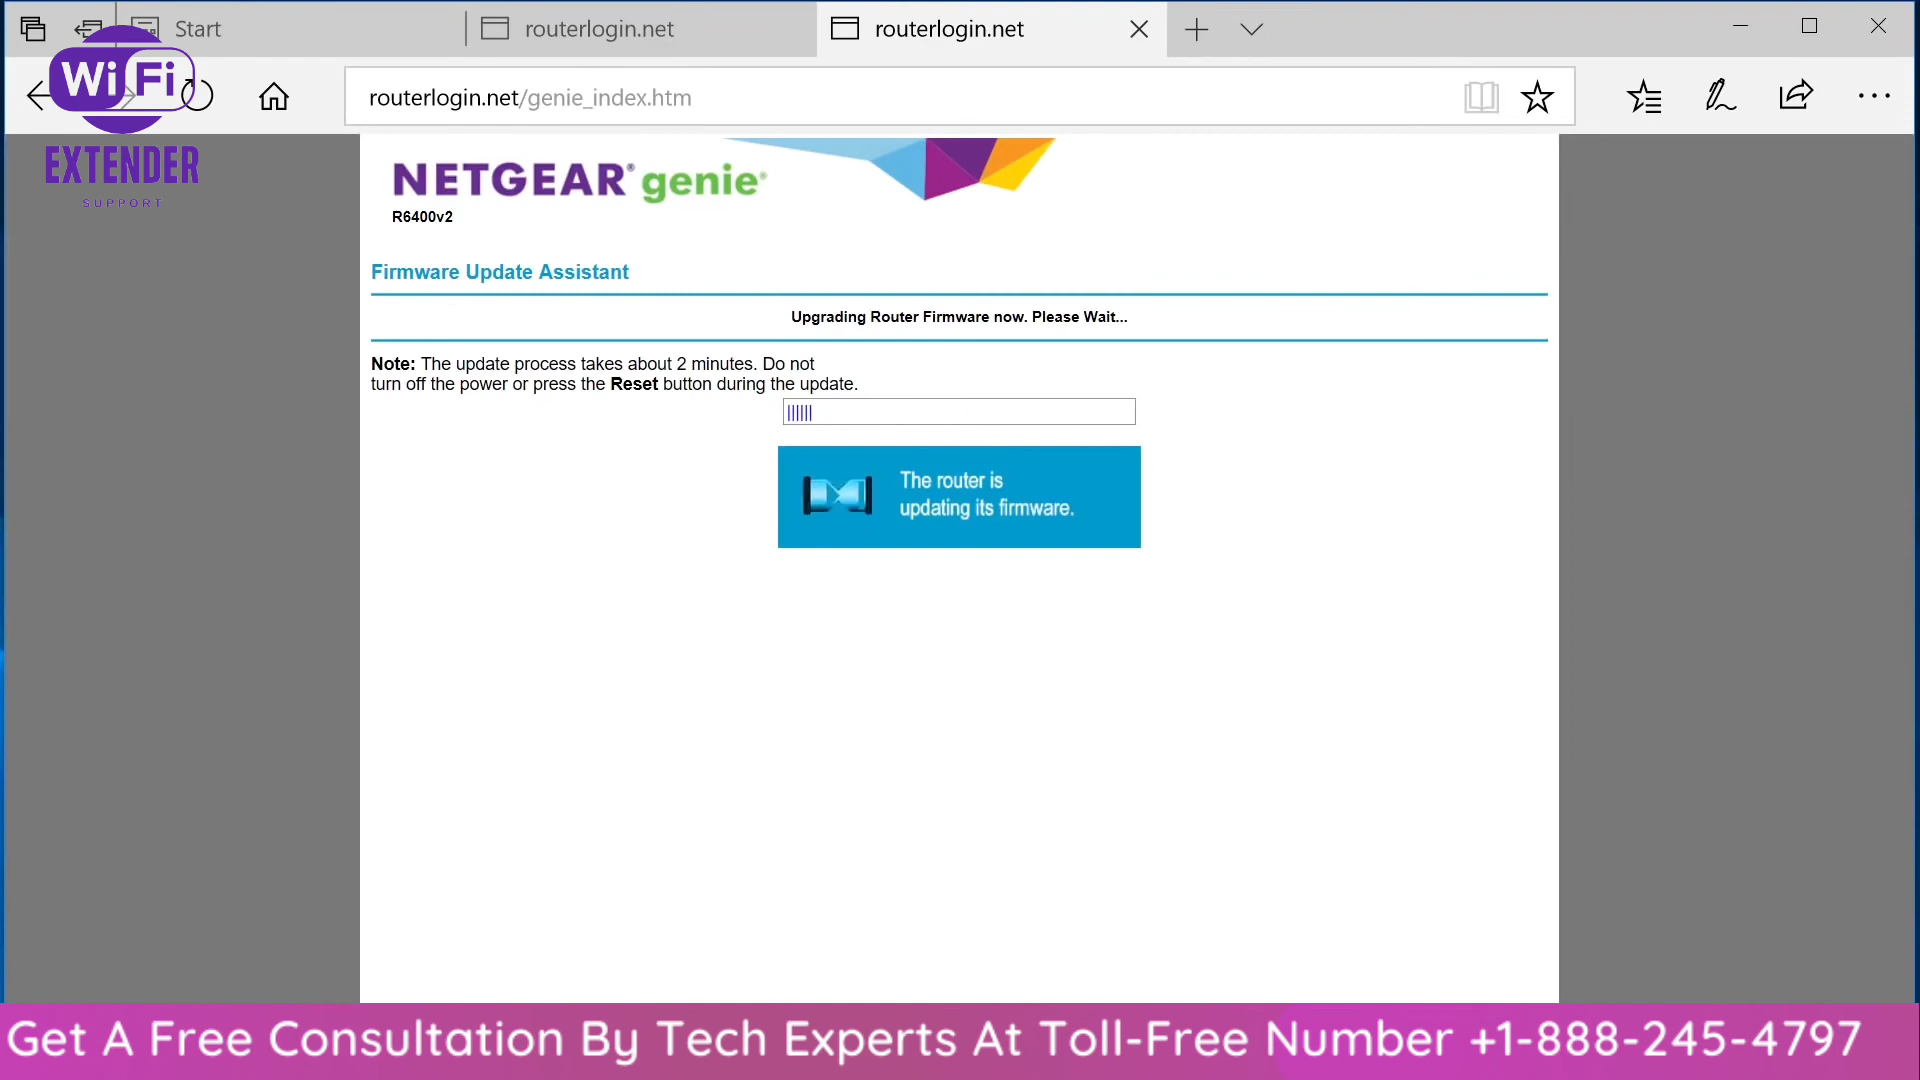 Start
routerlogin.net
routerlogin.net
WiFi
EXTENDER
SUPPORT
routerlogin.net/genie_index.htm
NETGEAR® genie®
R6400v2
Firmware Update Assistant
Upgrading Router Firmware now. Please Wait...
Note: The update process takes about 2 minutes. Do not
turn off the power or press the Reset button during the update.
||||||
The router is
updating its firmware.
Get A Free Consultation By Tech Experts At Toll-Free Number +1-888-245-4797